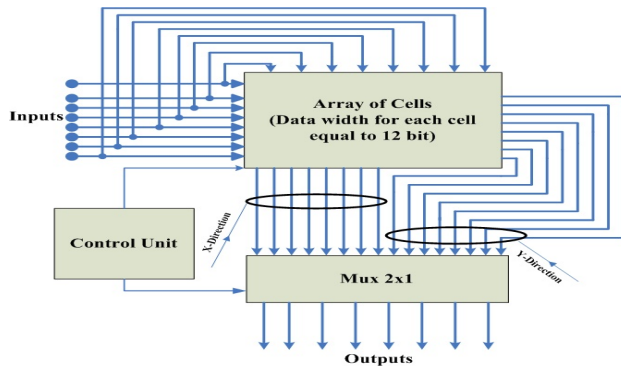 Array of Cells
(Data width for each cell
equal to 12 bit)
Inputs
Control Unit
X-Direction
Y-Direction
Mux 2x1
Outputs